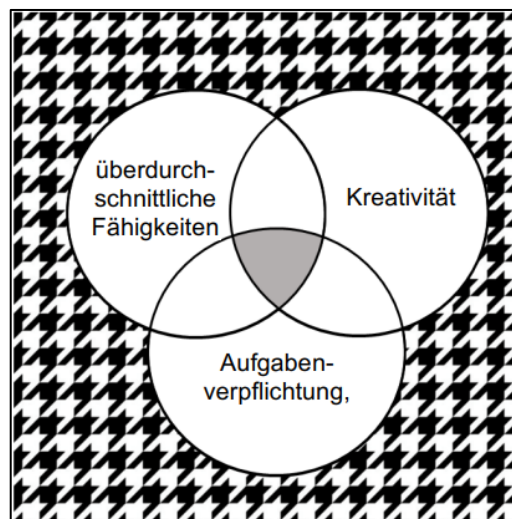 überdurch-
schnittliche
Fähigkeiten
Kreativität
Aufgaben-
verpflichtung,